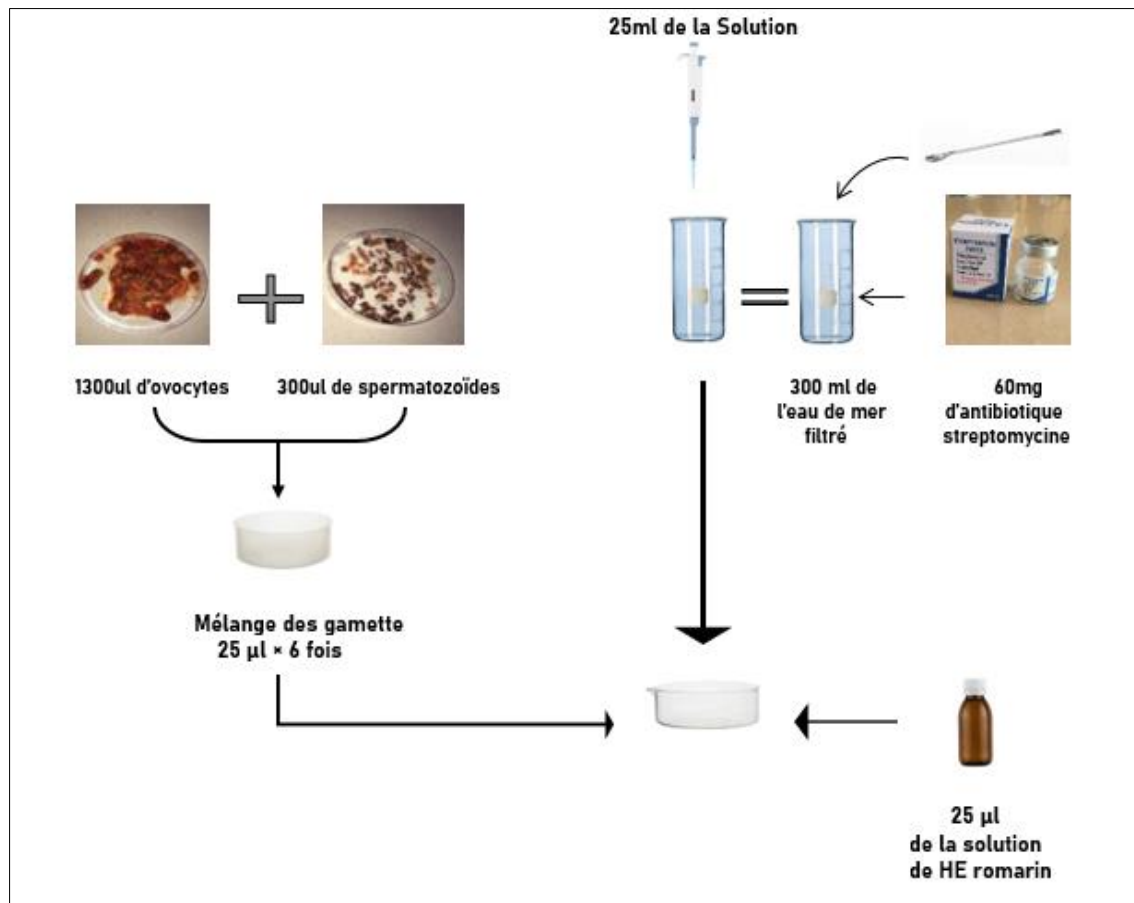 25ml de la Solution
1300ul d'ovocytes
300ul de spermatozoïdes
300 ml de
l'eau de mer
filtré
60mg
d'antibiotique
streptomycine
Mélange des gamette
25 µl × 6 fois
25 µl
de la solution
de HE romarin